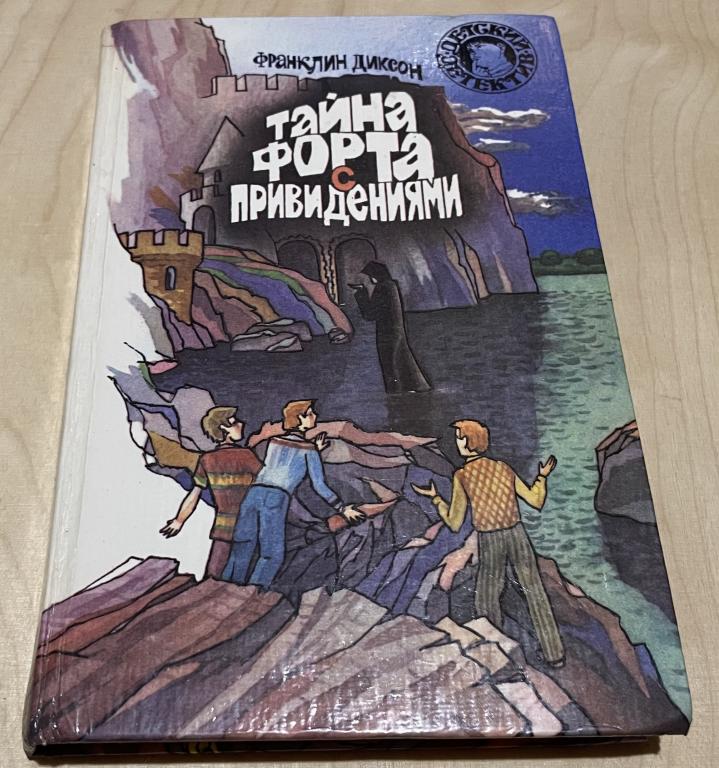 ФРАНКЛИН ДИКСОН
ДЕТСКИЙ
ДЕТЕКТИВ
ТАЙНА
ФОРТА
С
ПРИВИДЕНИЯМИ